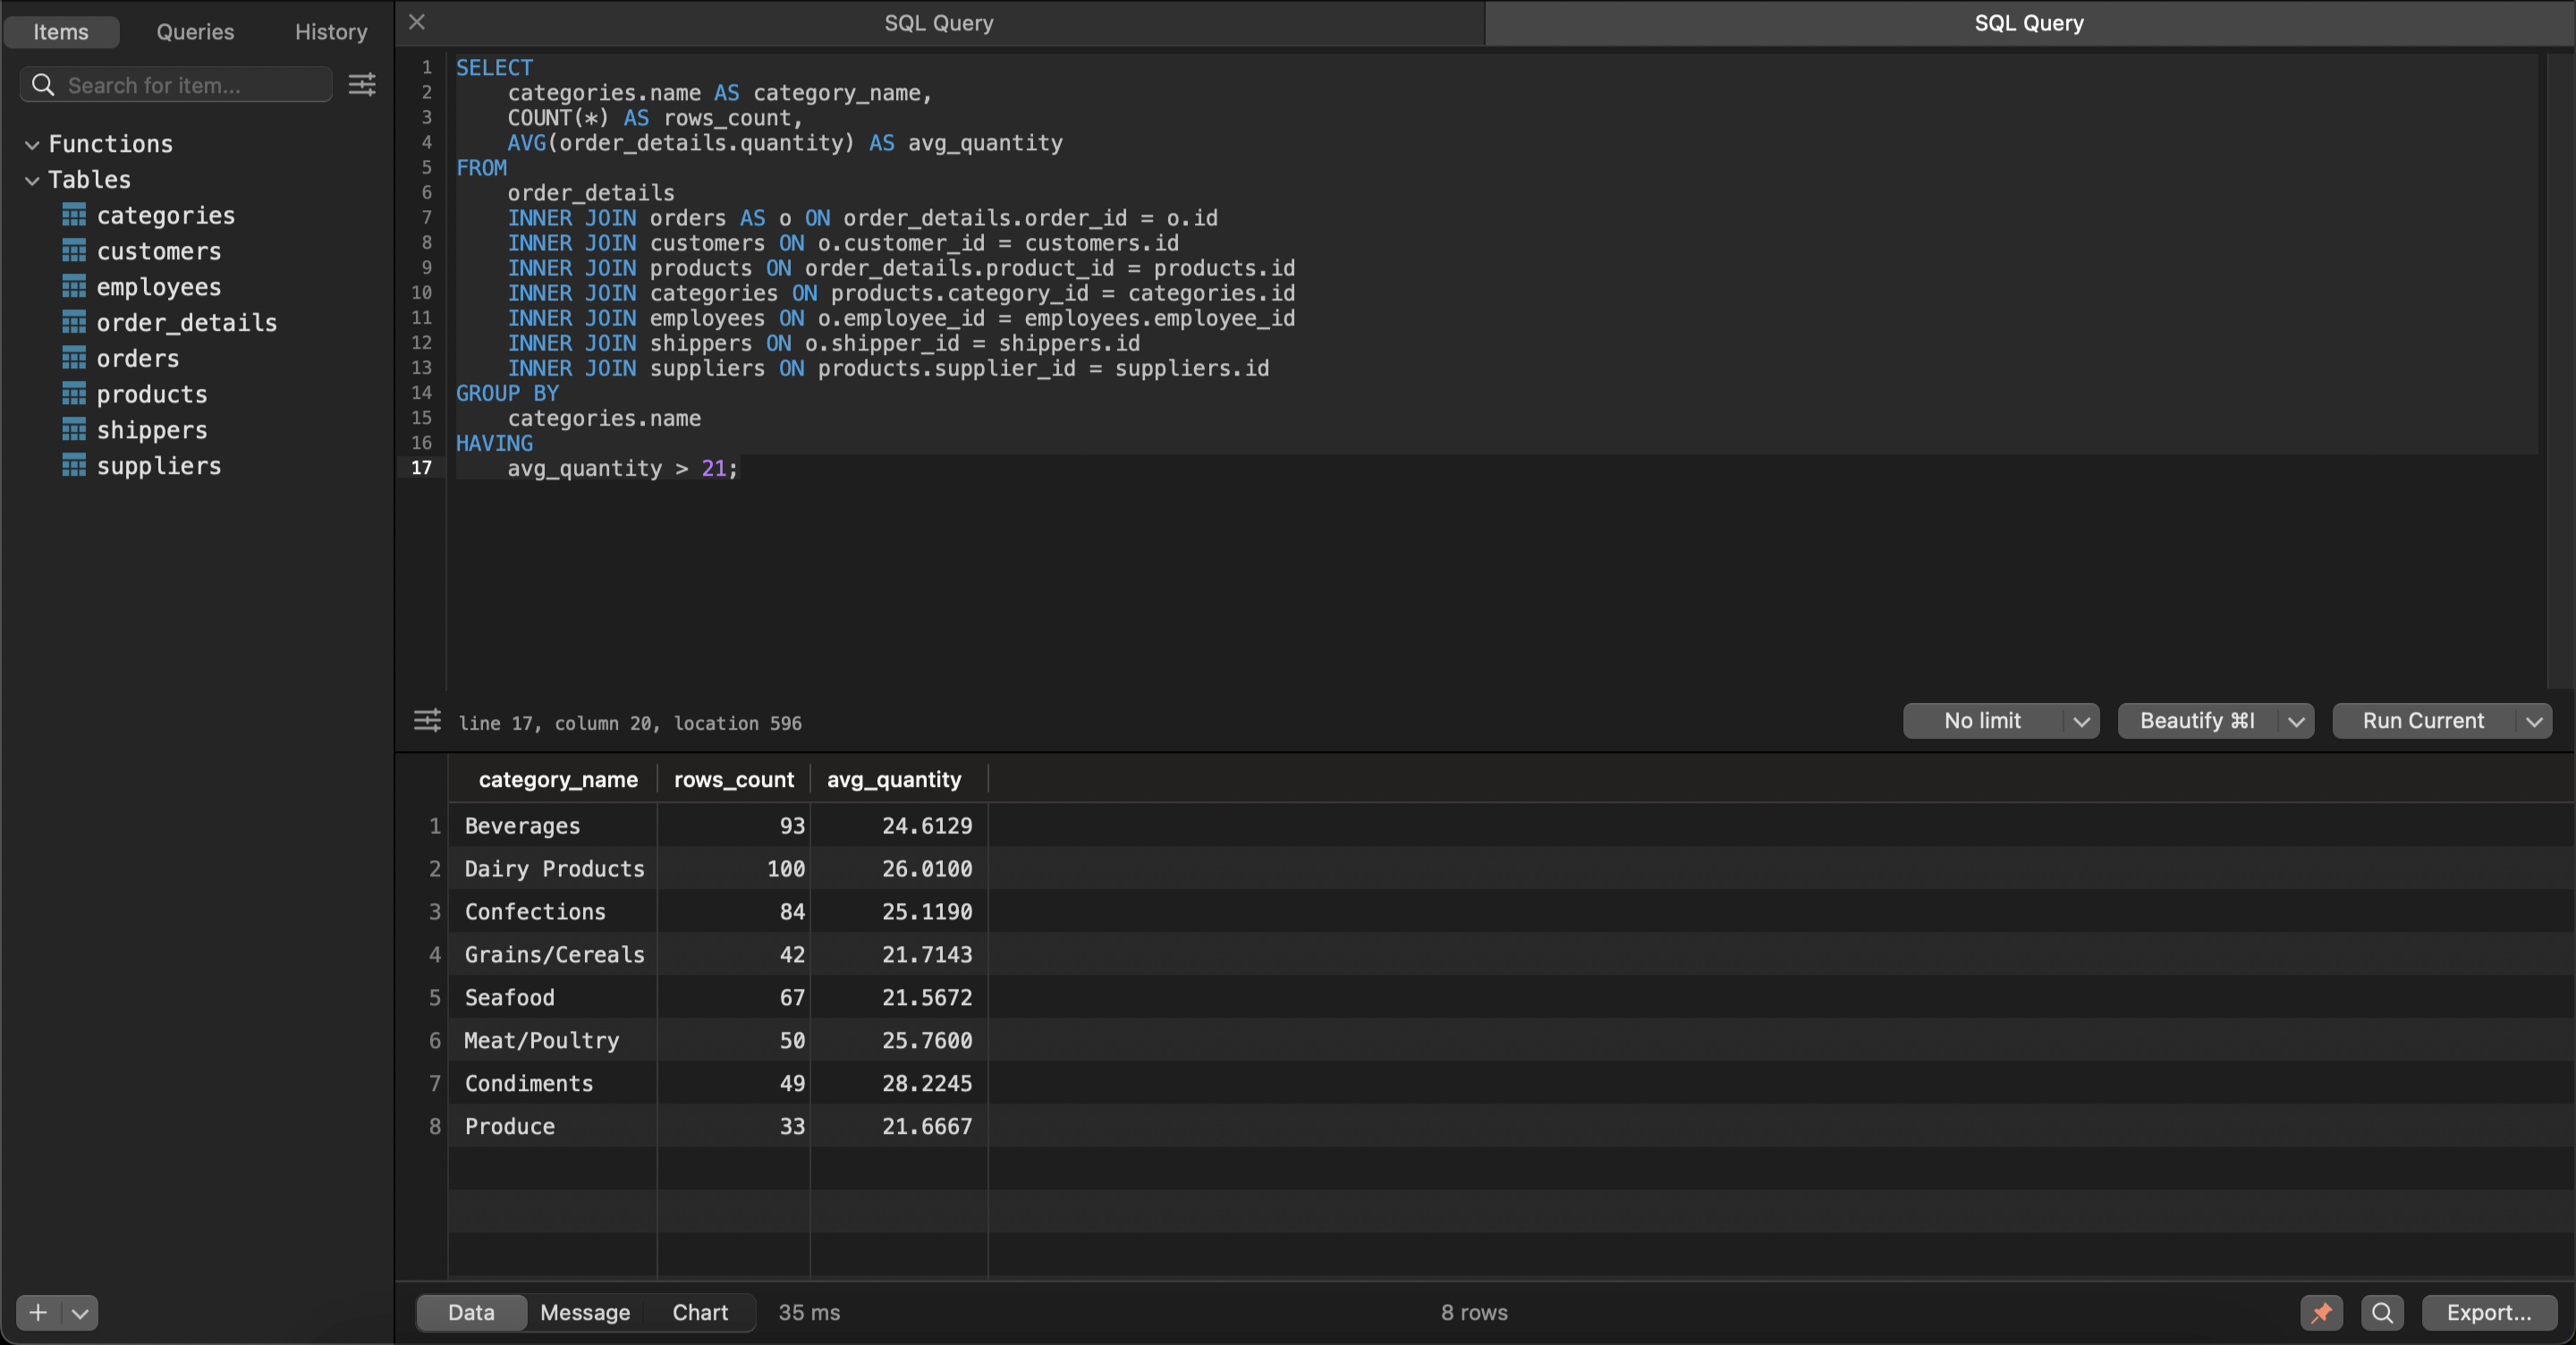 Items Queries History
Search for item...
Functions
Tables
categories
customers
employees
order_details
orders
products
shippers
suppliers
SQL Query SQL Query
1 SELECT
2 categories.name AS category_name,
3 COUNT(*) AS rows_count,
4 AVG(order_details.quantity) AS avg_quantity
5 FROM
6 order_details
7 INNER JOIN orders AS o ON order_details.order_id = o.id
8 INNER JOIN customers ON o.customer_id = customers.id
9 INNER JOIN products ON order_details.product_id = products.id
10 INNER JOIN categories ON products.category_id = categories.id
11 INNER JOIN employees ON o.employee_id = employees.employee_id
12 INNER JOIN shippers ON o.shipper_id = shippers.id
13 INNER JOIN suppliers ON products.supplier_id = suppliers.id
14 GROUP BY
15 categories.name
16 HAVING
17 avg_quantity > 21;
line 17, column 20, location 596 No limit Beautify ⌘I Run Current
category_name rows_count avg_quantity
1 Beverages 93 24.6129
2 Dairy Products 100 26.0100
3 Confections 84 25.1190
4 Grains/Cereals 42 21.7143
5 Seafood 67 21.5672
6 Meat/Poultry 50 25.7600
7 Condiments 49 28.2245
8 Produce 33 21.6667
Data Message Chart 35 ms 8 rows Export...